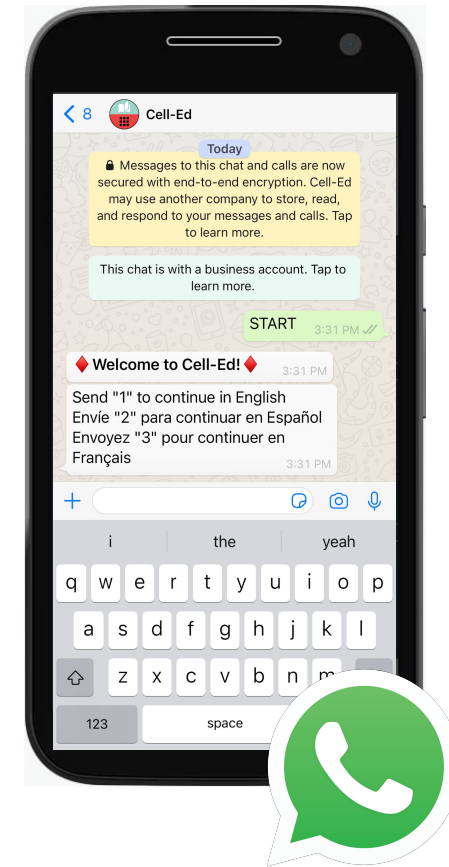 8 Cell-Ed
Today
Messages to this chat and calls are now
secured with end-to-end encryption. Cell-Ed
may use another company to store, read,
and respond to your messages and calls. Tap
to learn more.
This chat is with a business account. Tap to
learn more.
START 3:31 PM
Welcome to Cell-Ed! 3:31 PM
Send "1" to continue in English
Envíe "2" para continuar en Español
Envoyez "3" pour continuer en
Français
3:31 PM
i the yeah
q w e r t y u i o p
a s d f g h j k l
z x c v b n m
123 space